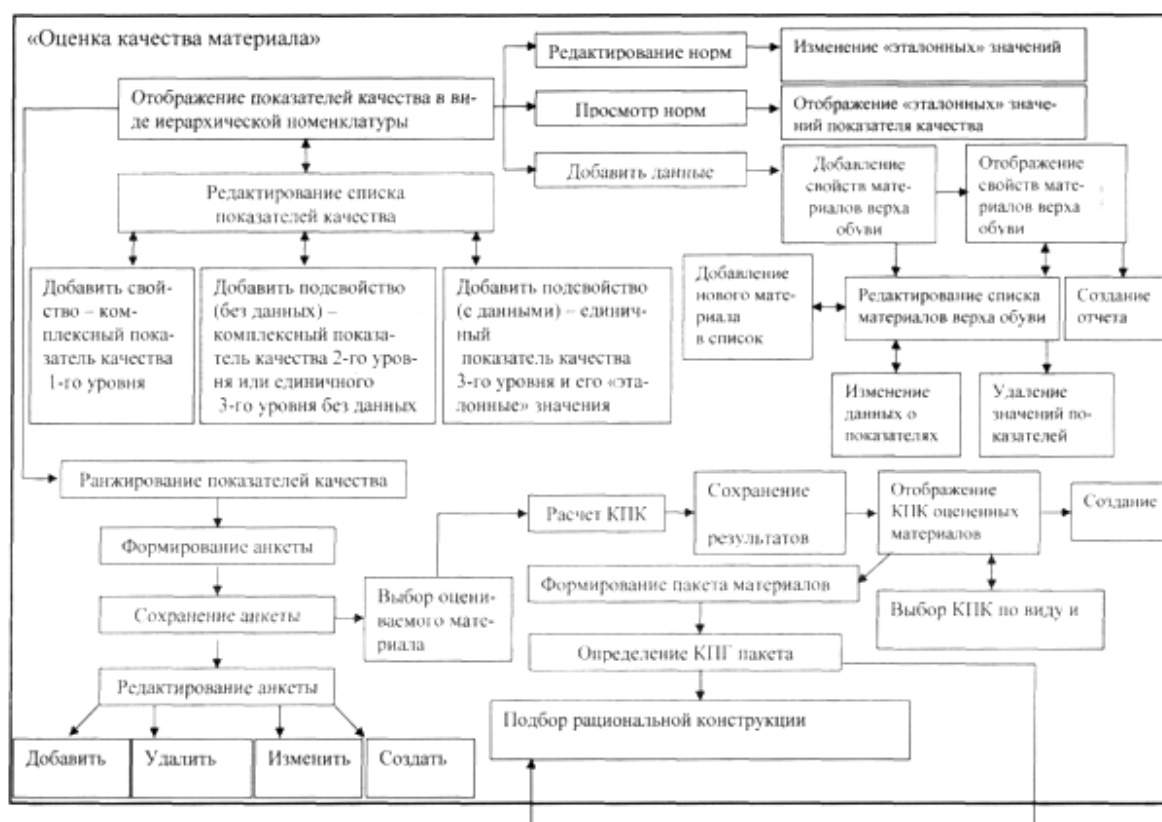 «Оценка качества материала»
Редактирование норм
Изменение «эталонных» значений
Отображение показателей качества в ви-
де иерархической номенклатуры
Просмотр норм
Отображение «эталонных» значе-
ний показателя качества
Добавить данные
Добавление
свойств мате-
риалов верха
обуви
Отображение
свойств мате-
риалов верха
обуви
Редактирование списка
показателей качества
Добавить свой-
ство – ком-
плексный пока-
затель качества
1-го уровня
Добавить подсвойство
(без данных) –
комплексный показа-
тель качества 2-го уров-
ня или единичного
3-го уровня без данных
Добавить подсвойство
(с данными) – единич-
ный
показатель качества
3-го уровня и его «эта-
лонные» значения
Добавление
нового мате-
риала
в список
Редактирование списка
материалов верха обуви
Создание
отчета
Изменение
данных о
показателях
Удаление
значений по-
казателей
Ранжирование показателей качества
Формирование анкеты
Сохранение анкеты
Редактирование анкеты
Добавить
Удалить
Изменить
Создать
Выбор оцени-
ваемого мате-
риала
Расчет КПК
Сохранение
результатов
Отображение
КПК оцененных
материалов
Создание
Формирование пакета материалов
Выбор КПК по виду и
Определение КПГ пакета
Подбор рациональной конструкции